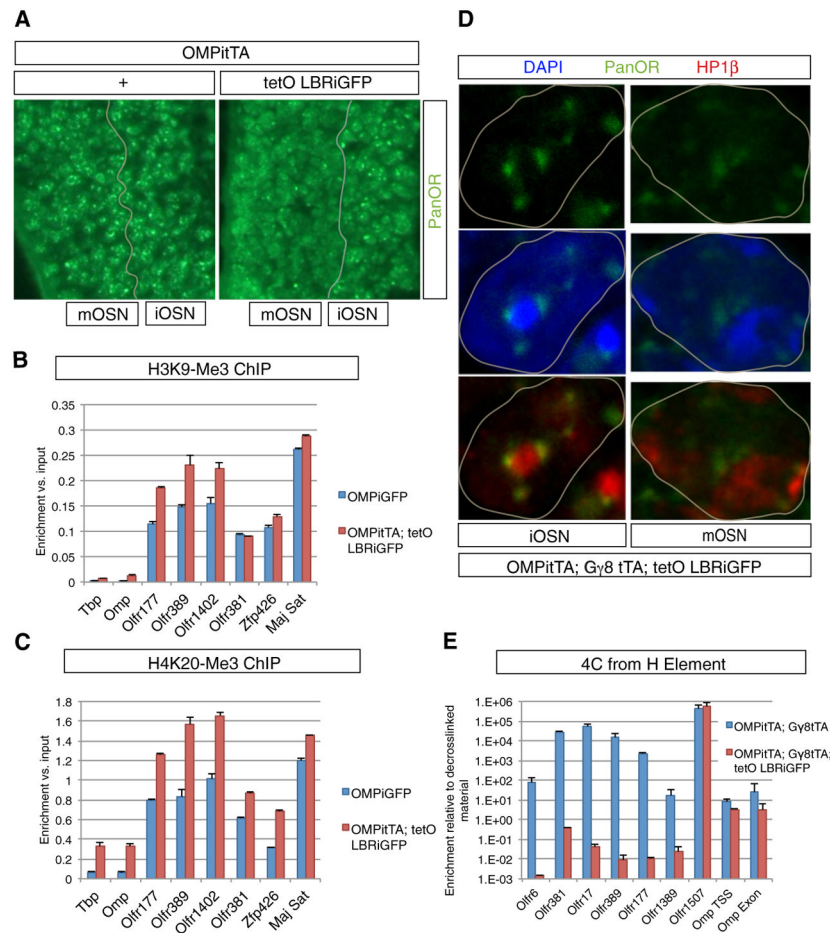 A
OMPitTA
+
tetO LBRiGFP
PanOR
mOSN
iOSN
mOSN
iOSN
B
H3K9-Me3 ChIP
Enrichment vs. input
0.35
0.3
0.25
0.2
0.15
0.1
0.05
0
Tbp
Omp
Olfr177
Olfr389
Olfr1402
Olfr381
Zfp426
Maj Sat
OMPiGFP
OMPitTA; tetO
LBRiGFP
C
H4K20-Me3 ChIP
Enrichment vs. input
1.8
1.6
1.4
1.2
1
0.8
0.6
0.4
0.2
0
Tbp
Omp
Olfr177
Olfr389
Olfr1402
Olfr381
Zfp426
Maj Sat
OMPiGFP
OMPitTA; tetO
LBRiGFP
D
DAPI PanOR HP1β
iOSN
mOSN
OMPitTA; Gγ8 tTA; tetO LBRiGFP
E
4C from H Element
Enrichment relative to decrosslinked
material
1.E+06
1.E+05
1.E+04
1.E+03
1.E+02
1.E+01
1.E+00
1.E-01
1.E-02
1.E-03
Olfr6
Olfr381
Olfr17
Olfr389
Olfr177
Olfr1389
Olfr1507
Omp TSS
Omp Exon
OMPitTA; Gγ8tTA
OMPitTA; Gγ8tTA;
tetO LBRiGFP